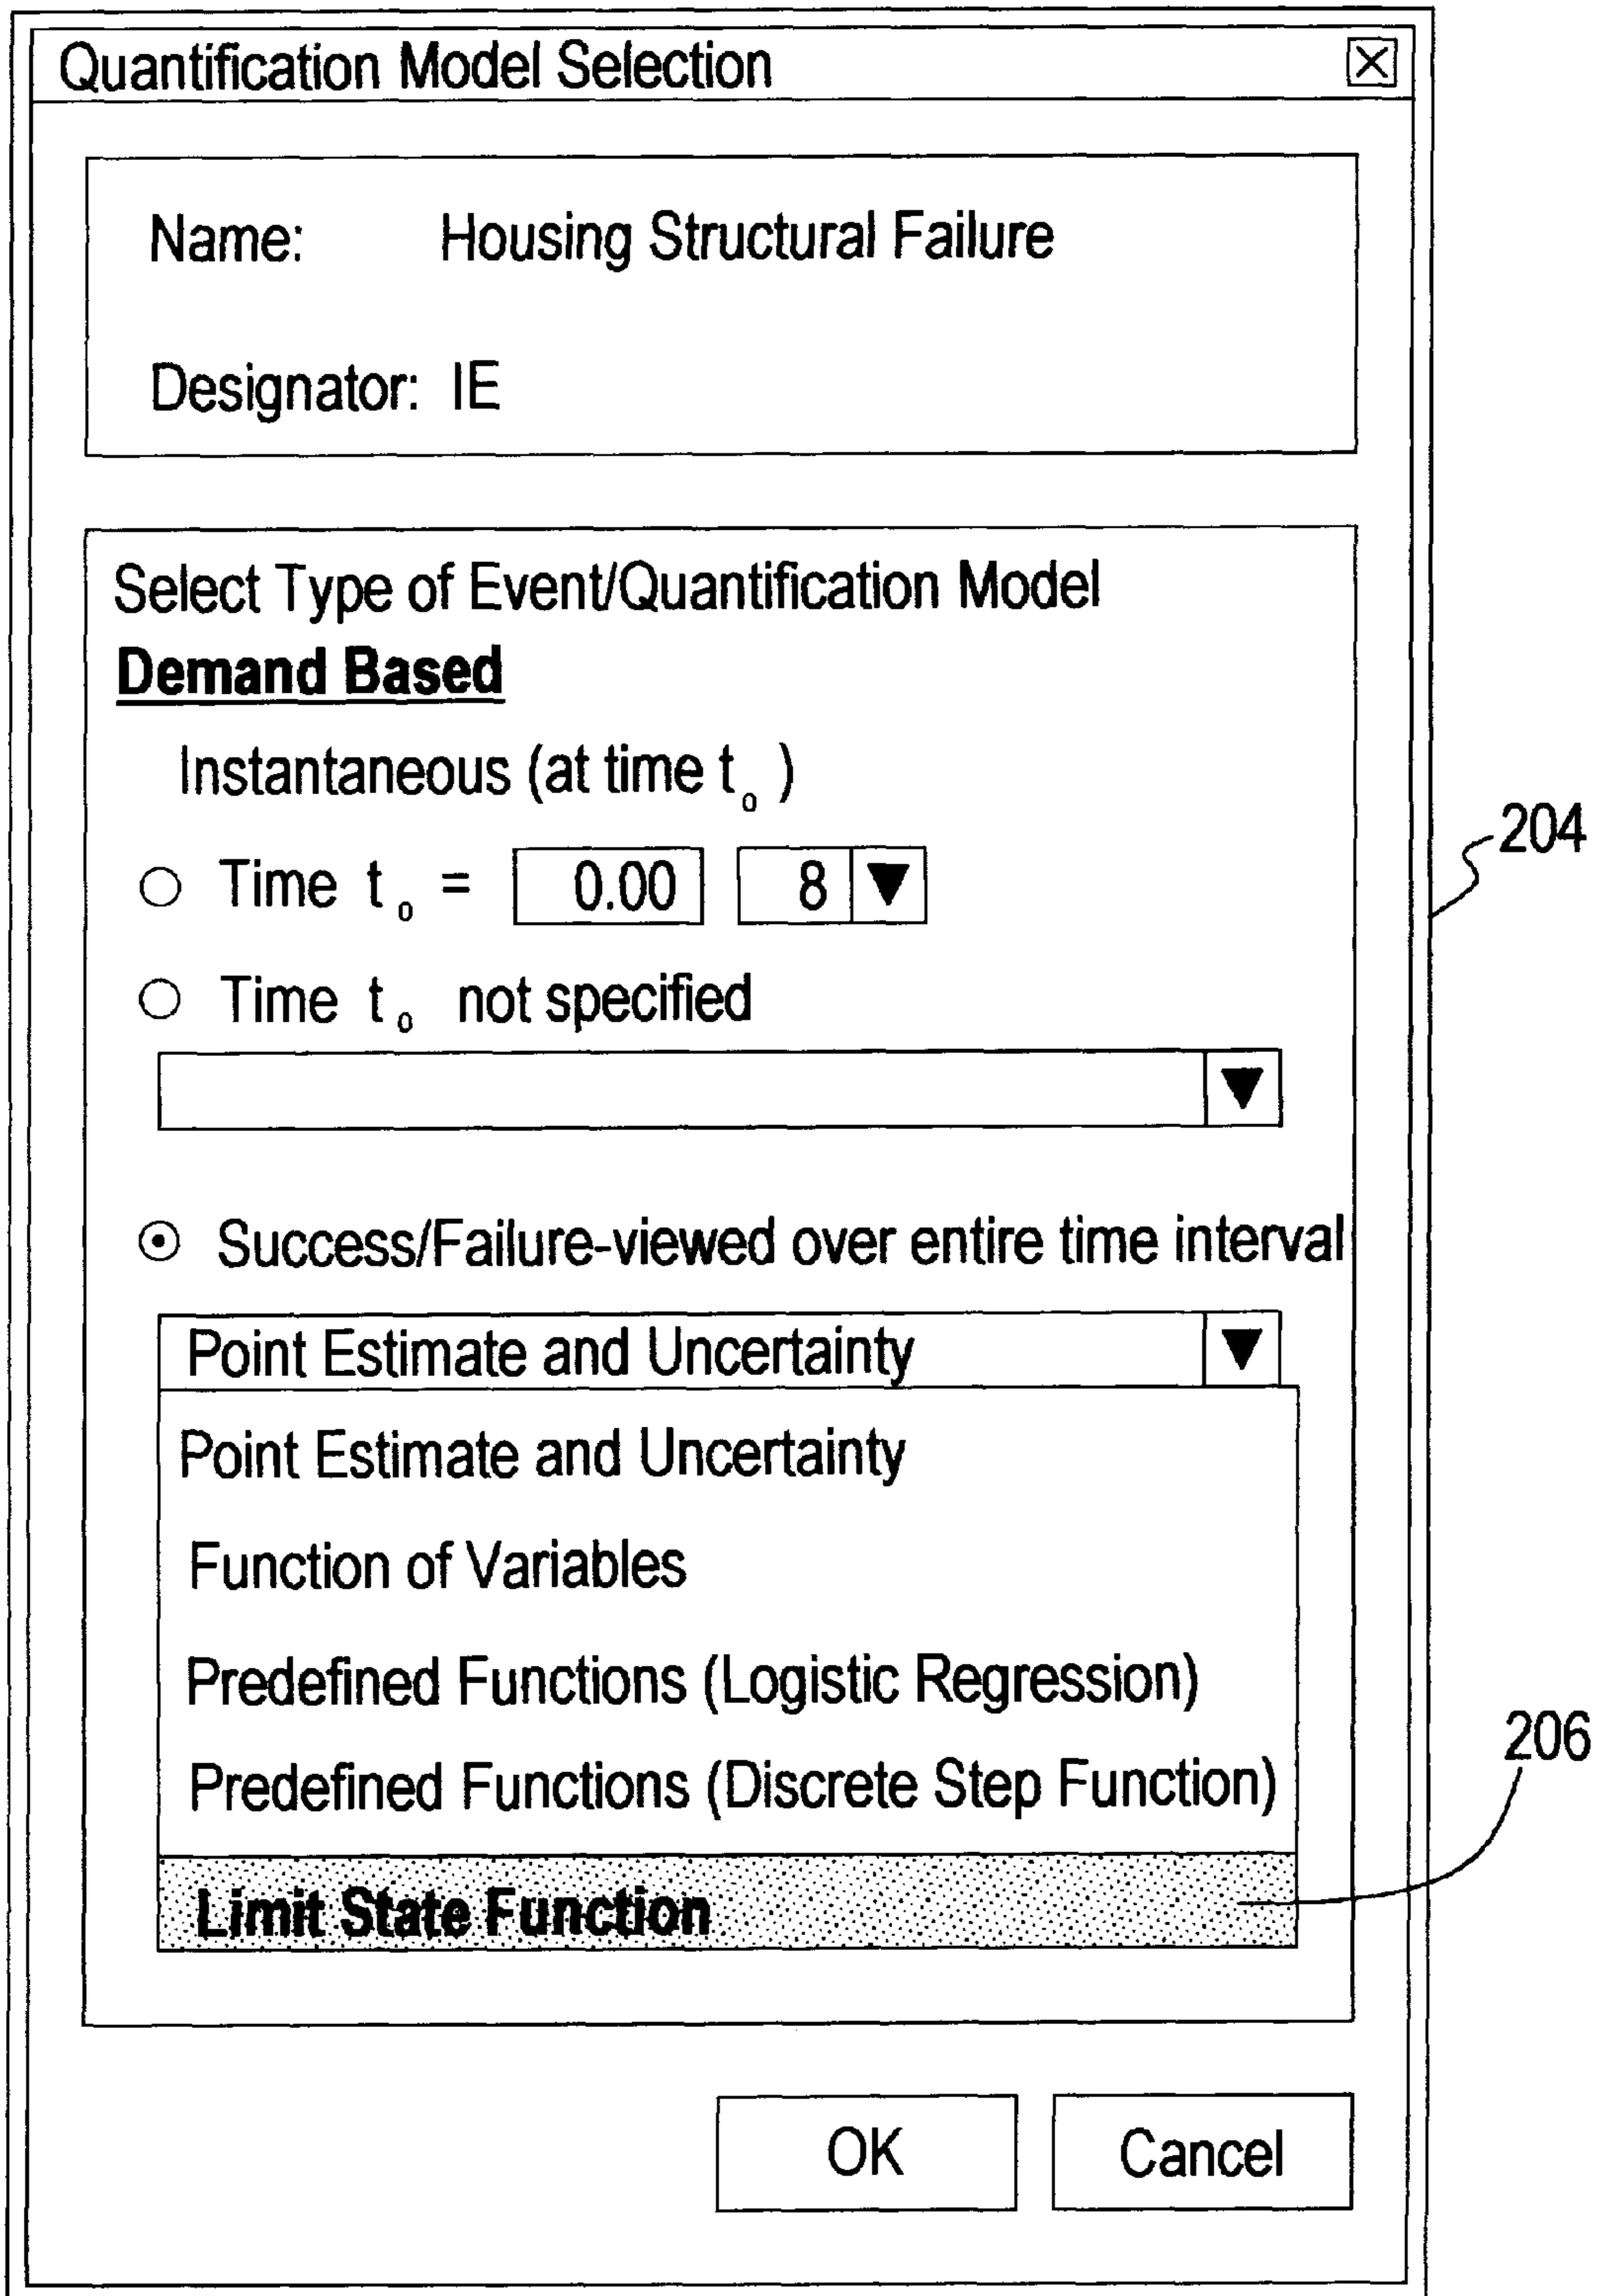 Quantification Model Selection
Name: Housing Structural Failure
Designator: IE
Select Type of Event/Quantification Model
Demand Based
Instantaneous (at time to )
Time to = 0.00 8
Time to not specified
Success/Failure-viewed over entire time interval
Point Estimate and Uncertainty
Point Estimate and Uncertainty
Function of Variables
Predefined Functions (Logistic Regression)
Predefined Functions (Discrete Step Function)
Limit State Function
OK Cancel
204
206